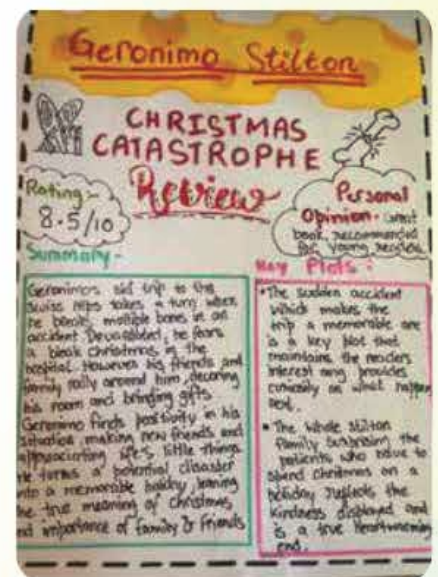 Geronimo Stilton
CHRISTMAS
CATASTROPHE
Review
Rating:-
8.5/10
Personal
Opinion- Great
book, recommended
for young readers
Summary-
Geronimo's ski trip to the
Swiss Alps takes a turn when
he breaks multiple bones in an
accident. Devastated, he fears
a bleak christmas in the
hospital. However his friends and
family rally around him, decoring
his room and bringing gifts.
Geronimo finds positivity in his
situation, making new friends and
appreciating life's little things.
He turns a potential disaster
into a memorable holiday, learning
the true meaning of Christmas,
and importance of family & friends
Key Plots:
•The sudden accident
which makes the
trip a memorable one
is a key plot that
maintains the readers
interest and provides
curiosity on what happen
next.
•The whole stilton
family surprising the
patients who have to
spend christmas on a
holiday reflects the
kindness displayed and
is a true heartwarming
end.